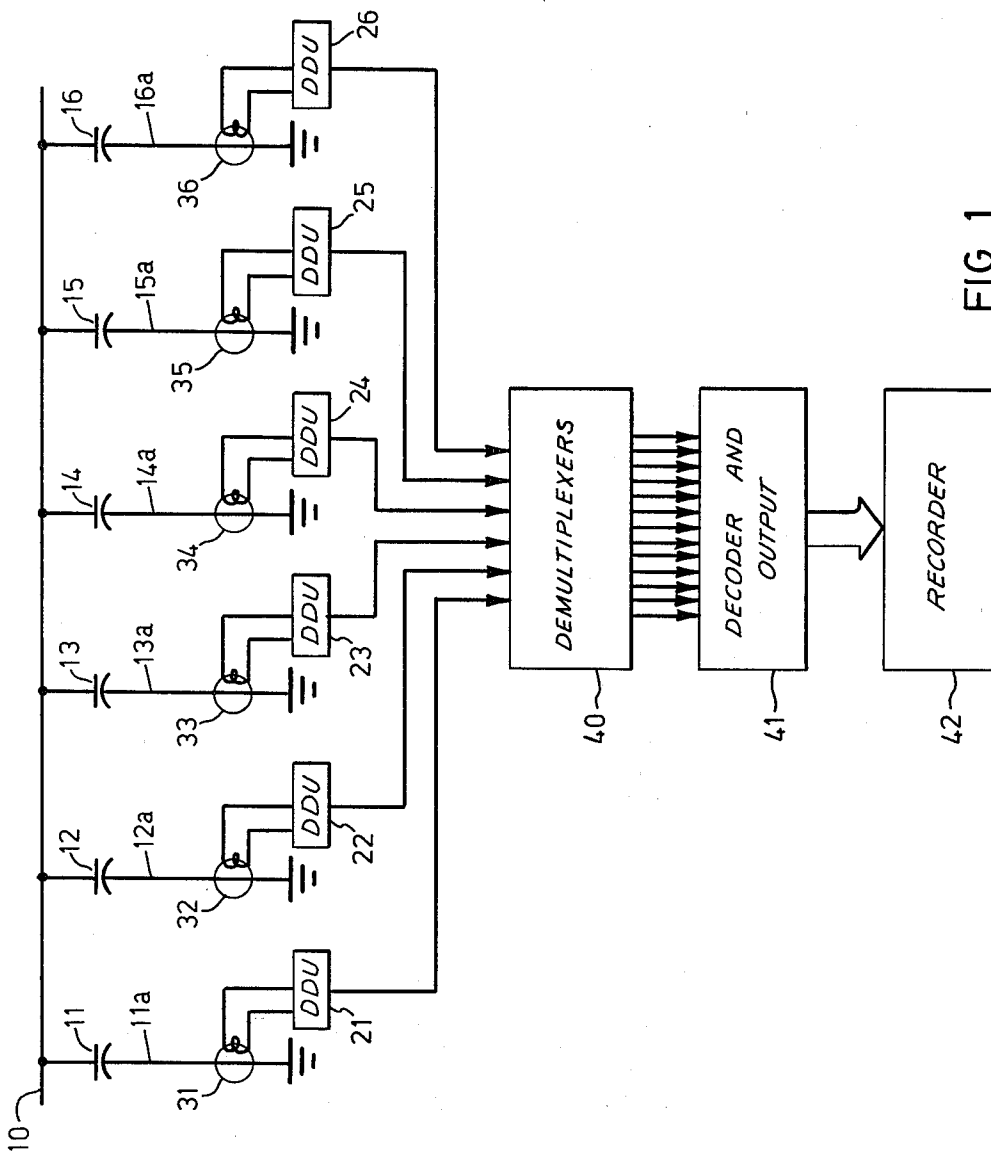 10
11
12
13
14
15
16
11a
12a
13a
14a
15a
16a
31
32
33
34
35
36
DDU
DDU
DDU
DDU
DDU
DDU
21
22
23
24
25
26
DEMULTIPLEXERS
40
DECODER AND
OUTPUT
41
RECORDER
42
FIG. 1